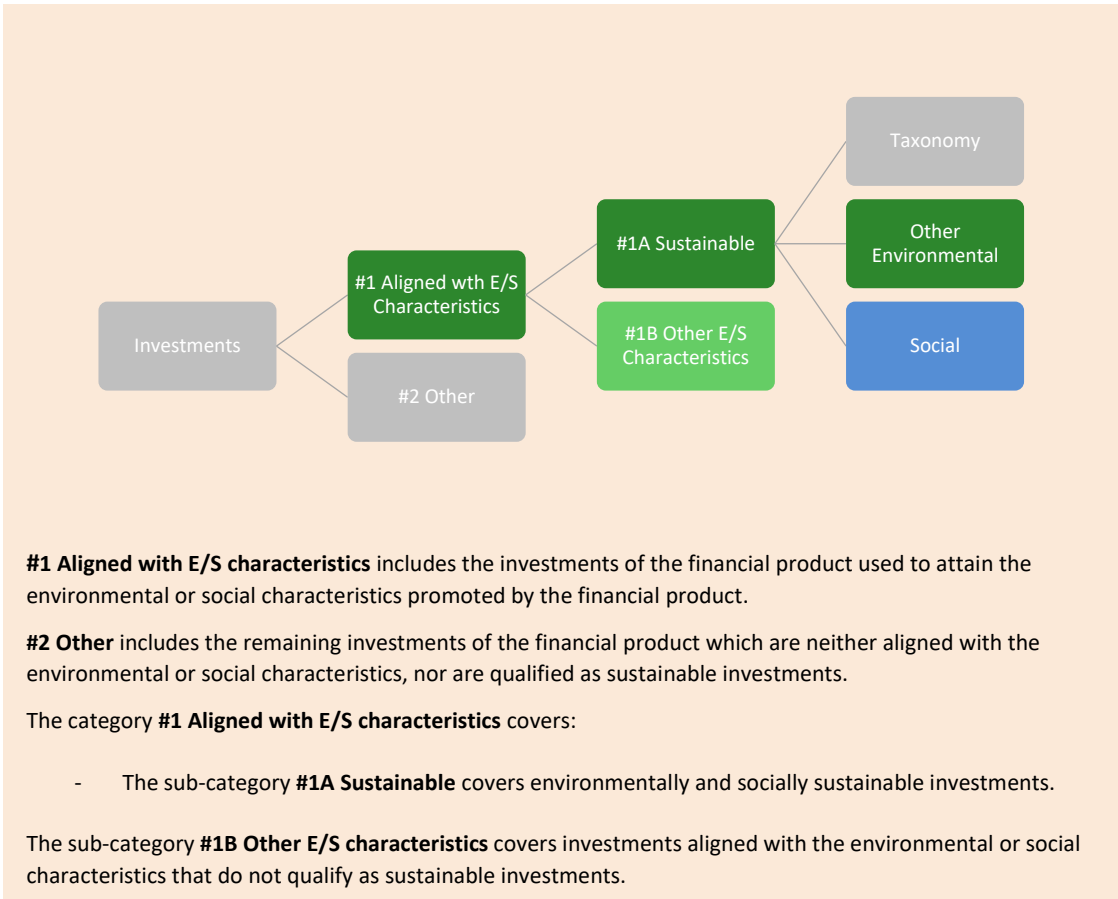 Taxonomy
#1A Sustainable
Other
Environmental
#1 Aligned wth E/S
Characteristics
Investments
#1B Other E/S
Characteristics
Social
#2 Other
#1 Aligned with E/S characteristics includes the investments of the financial product used to attain the
environmental or social characteristics promoted by the financial product.
#2 Other includes the remaining investments of the financial product which are neither aligned with the
environmental or social characteristics, nor are qualified as sustainable investments.
The category #1 Aligned with E/S characteristics covers:
- The sub-category #1A Sustainable covers environmentally and socially sustainable investments.
The sub-category #1B Other E/S characteristics covers investments aligned with the environmental or social
characteristics that do not qualify as sustainable investments.